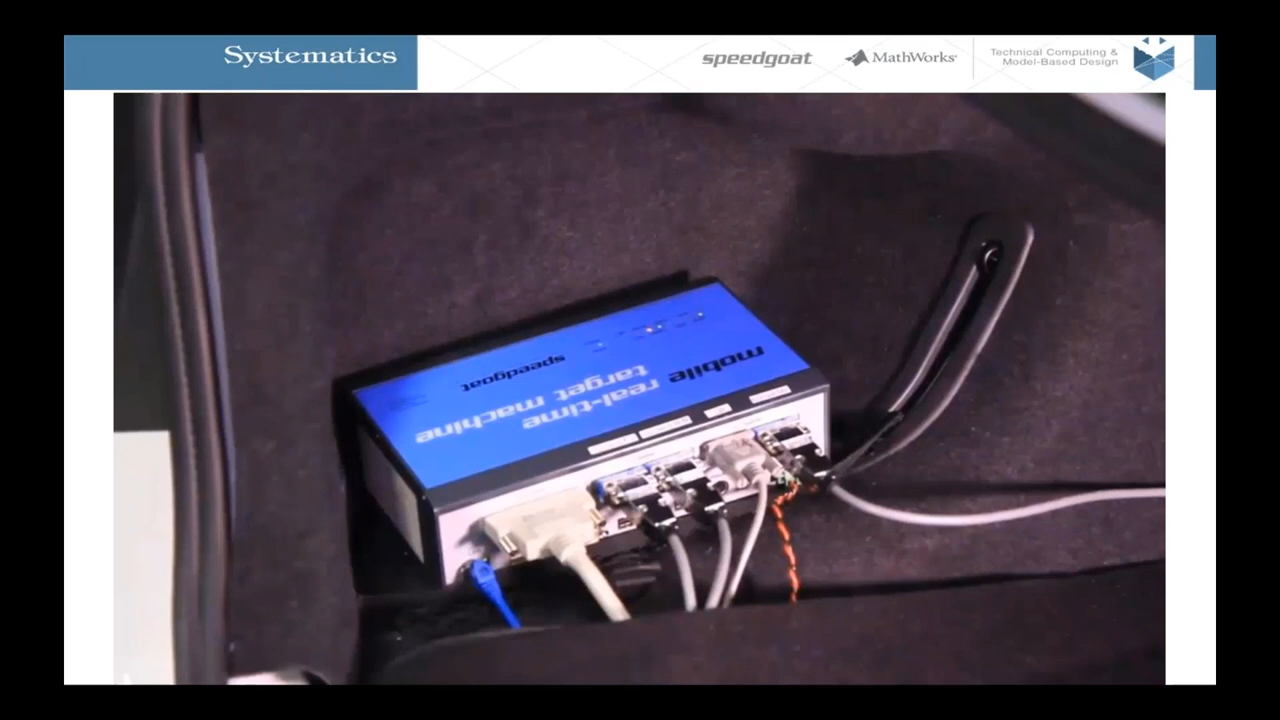 Systematics
speedgoat
MathWorks
Technical Computing &
Model-Based Design
mobile real-time
target machine
speedgoat